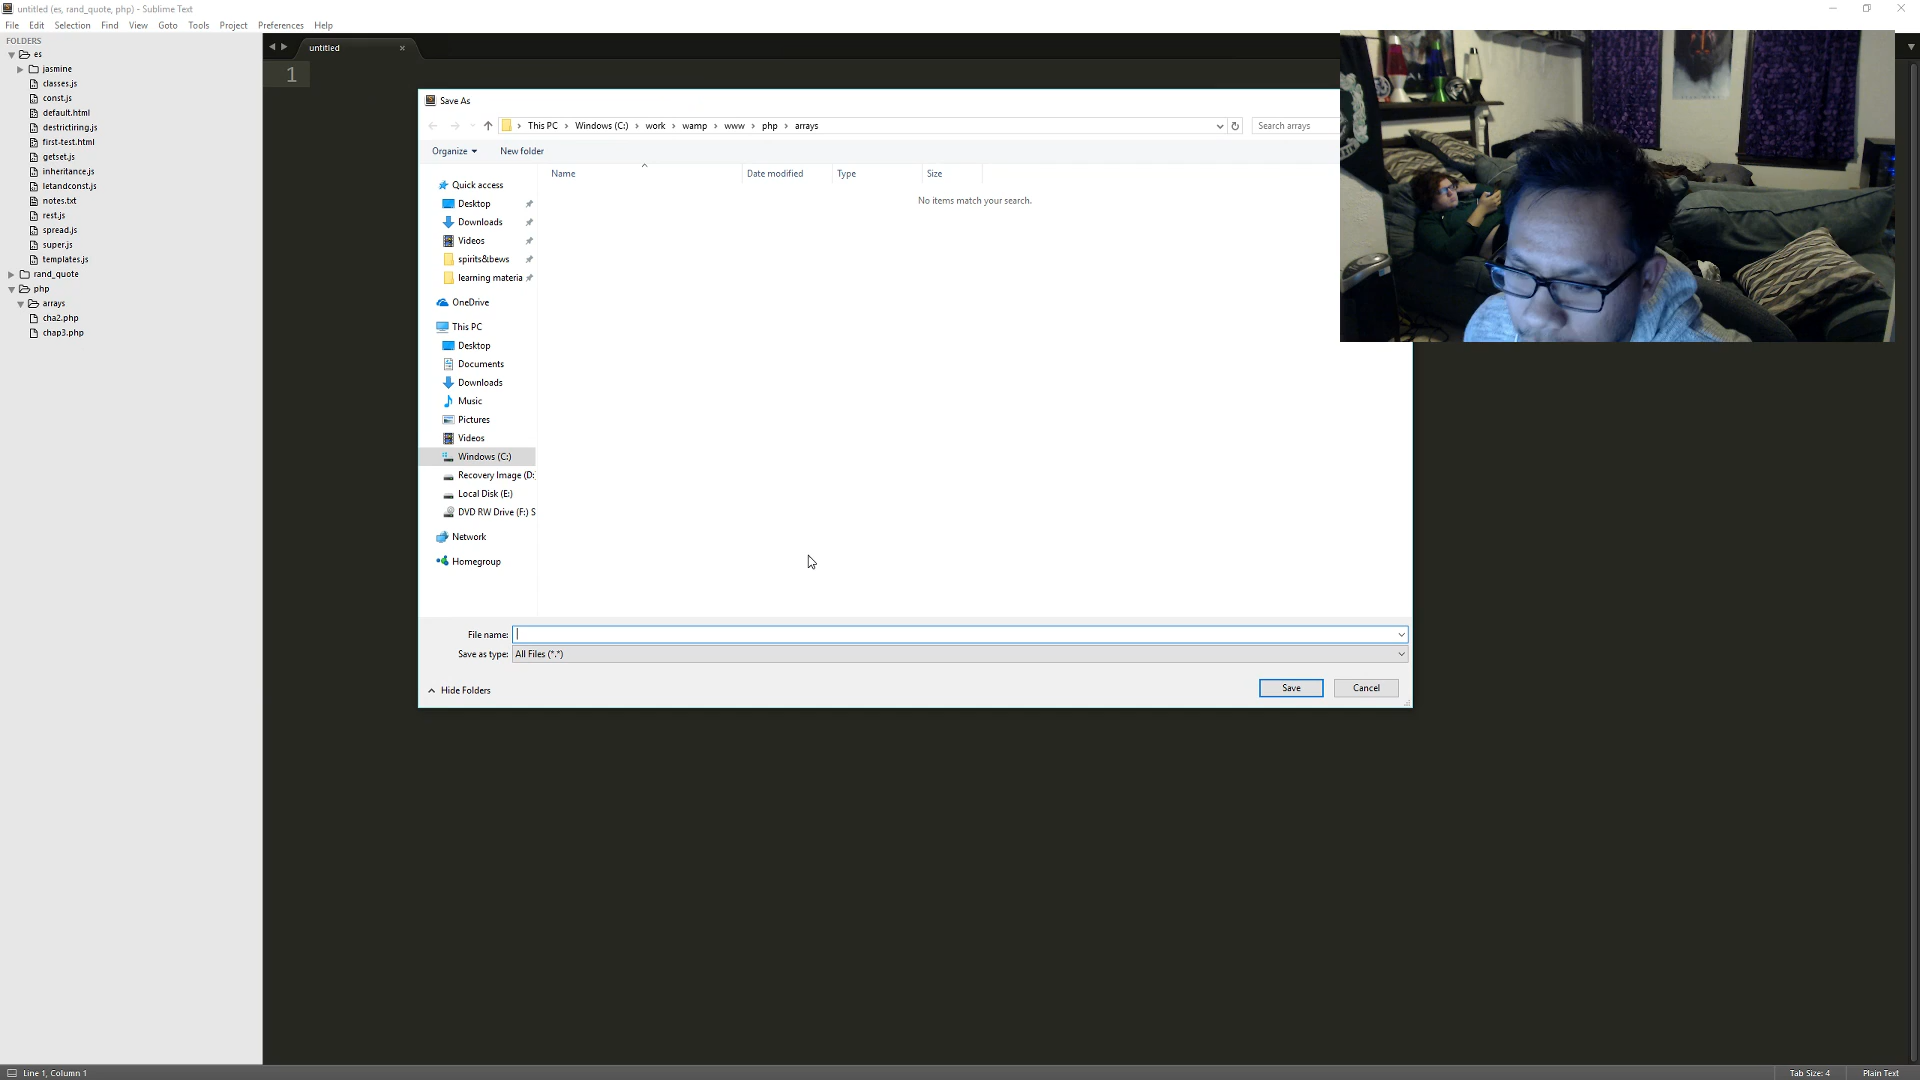 untitled (es, rand_quote, php) - Sublime Text
File Edit Selection Find View Goto Tools Project Preferences Help
FOLDERS
es
jasmine
classes.js
const.js
default.html
destrictiring.js
first-test.html
getset.js
inheritance.js
letandconst.js
notes.txt
rest.js
spread.js
super.js
templates.js
rand_quote
php
arrays
cha2.php
chap3.php
untitled
1
Save As
This PC > Windows (C:) > work > wamp > www > php > arrays
Search arrays
Organize New folder
Name Date modified Type Size
No items match your search.
Quick access
Desktop
Downloads
Videos
spirits&bews
learning materia
OneDrive
This PC
Desktop
Documents
Downloads
Music
Pictures
Videos
Windows (C:)
Recovery Image (D:
Local Disk (E:)
DVD RW Drive (F:) S
Network
Homegroup
File name:
Save as type: All Files (*.*)
Hide Folders
Save Cancel
Line 1, Column 1
Tab Size: 4 Plain Text